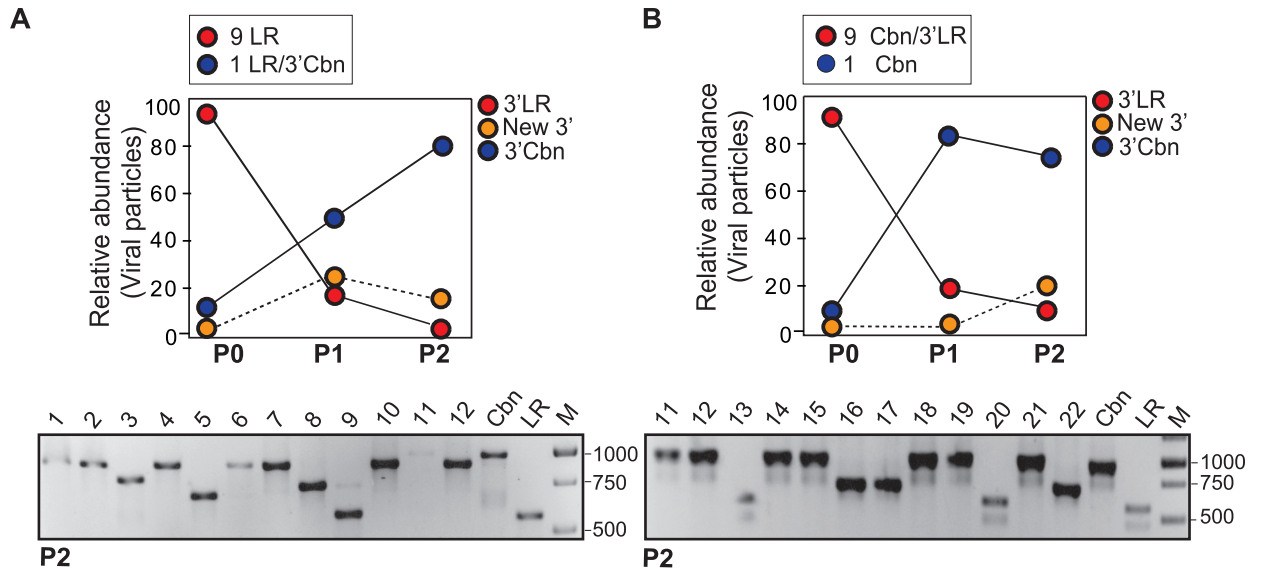 A
9 LR
1 LR/3'Cbn
Relative abundance
(Viral particles)
100
80
60
40
20
0
P0 P1 P2
3'LR
New 3'
3'Cbn
1 2 3 4 5 6 7 8 9 10 11 12 Cbn LR M
1000
750
500
P2
B
9 Cbn/3'LR
1 Cbn
Relative abundance
(Viral particles)
100
80
60
40
20
0
P0 P1 P2
3'LR
New 3'
3'Cbn
11 12 13 14 15 16 17 18 19 20 21 22 Cbn LR M
1000
750
500
P2